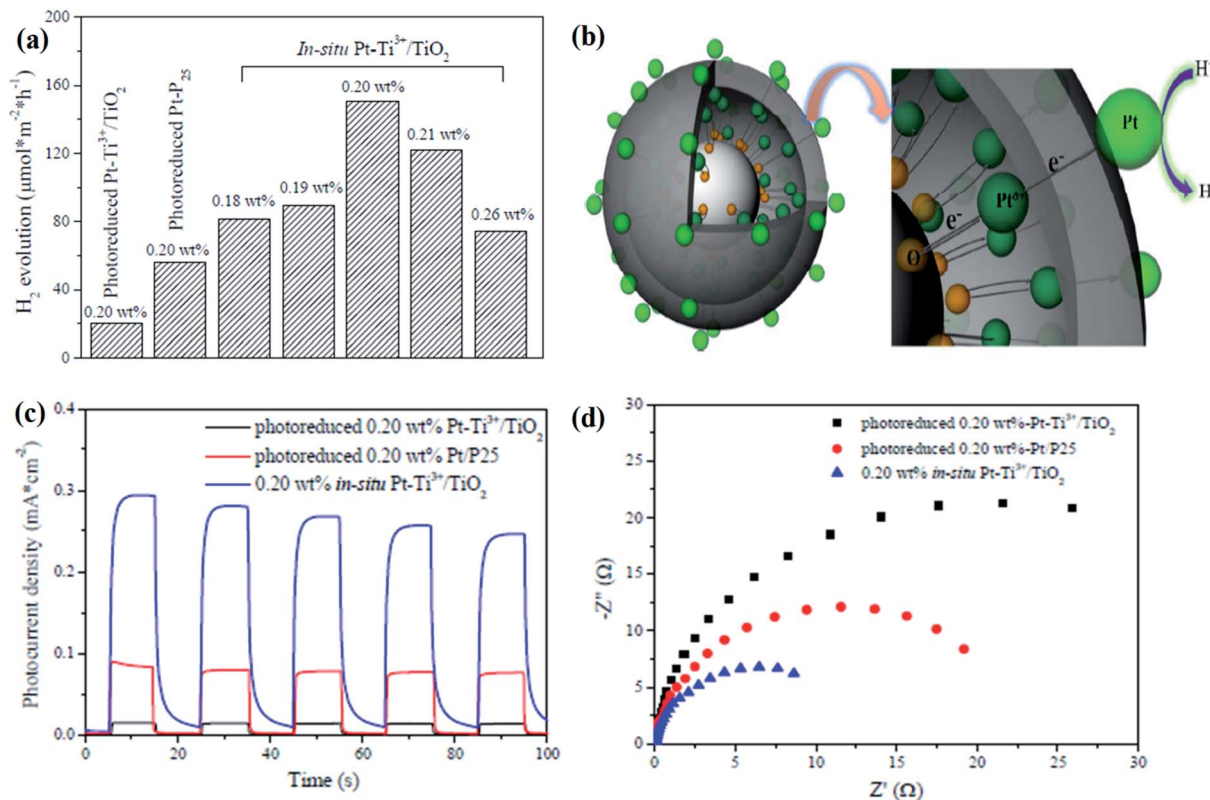 (a)
200
160
120
80
40
0
H₂ evolution (μmol*m⁻²*h⁻¹)
In-situ Pt-Ti³⁺/TiO₂
Photoreduced Pt-Ti³⁺/TiO₂
Photoreduced Pt-P₂₅
0.20 wt%
0.20 wt%
0.18 wt%
0.19 wt%
0.20 wt%
0.21 wt%
0.26 wt%
(b)
Pt
H⁺
H
e⁻
Ptᵟ⁺
e⁻
O
(c)
0.4
0.3
0.2
0.1
0.0
Photocurrent density (mA*cm⁻²)
photoreduced 0.20 wt% Pt-Ti³⁺/TiO₂
photoreduced 0.20 wt% Pt/P25
0.20 wt% in-situ Pt-Ti³⁺/TiO₂
0 20 40 60 80 100
Time (s)
(d)
30
25
20
15
10
5
0
-Z" (Ω)
photoreduced 0.20 wt%-Pt-Ti³⁺/TiO₂
photoreduced 0.20 wt%-Pt/P25
0.20 wt% in-situ Pt-Ti³⁺/TiO₂
0 5 10 15 20 25 30
Z' (Ω)